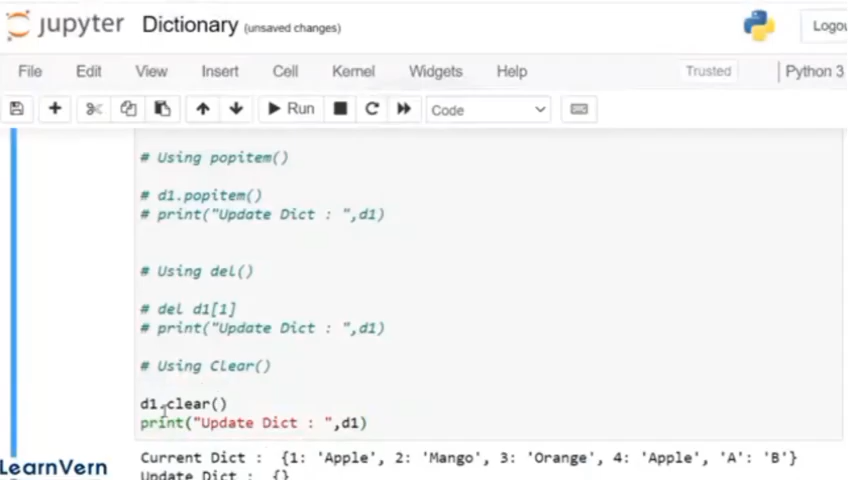 jupyter Dictionary (unsaved changes)
File Edit View Insert Cell Kernel Widgets Help Trusted Python 3
Run Code
# Using popitem()
# d1.popitem()
# print("Update Dict : ",d1)
# Using del()
# del d1[1]
# print("Update Dict : ",d1)
# Using Clear()
d1.clear()
print("Update Dict : ",d1)
Current Dict : {1: 'Apple', 2: 'Mango', 3: 'Orange', 4: 'Apple', 'A': 'B'}
LearnVern
Update Dict : {}